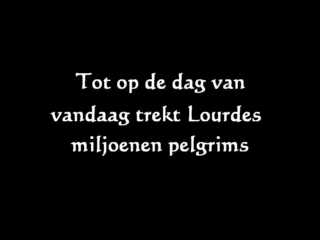 Tot op de dag van
vandaag trekt Lourdes
miljoenen pelgrims